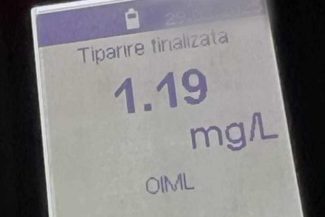 Tiparire finalizata
1.19
mg/L
OIML